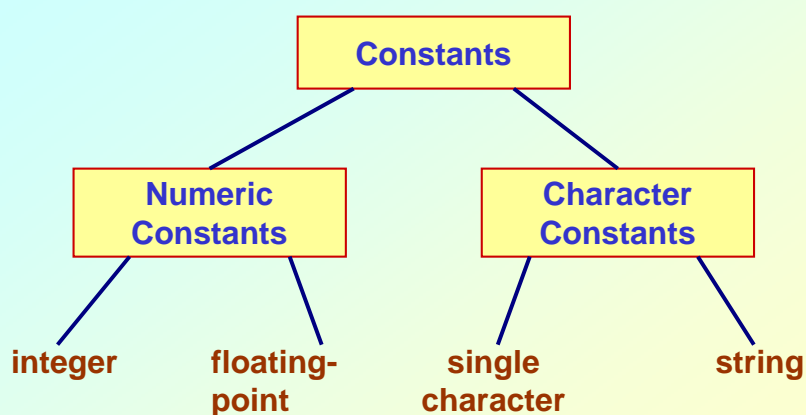 Constants
Numeric
Constants
Character
Constants
integer
floating-
point
single
character
string